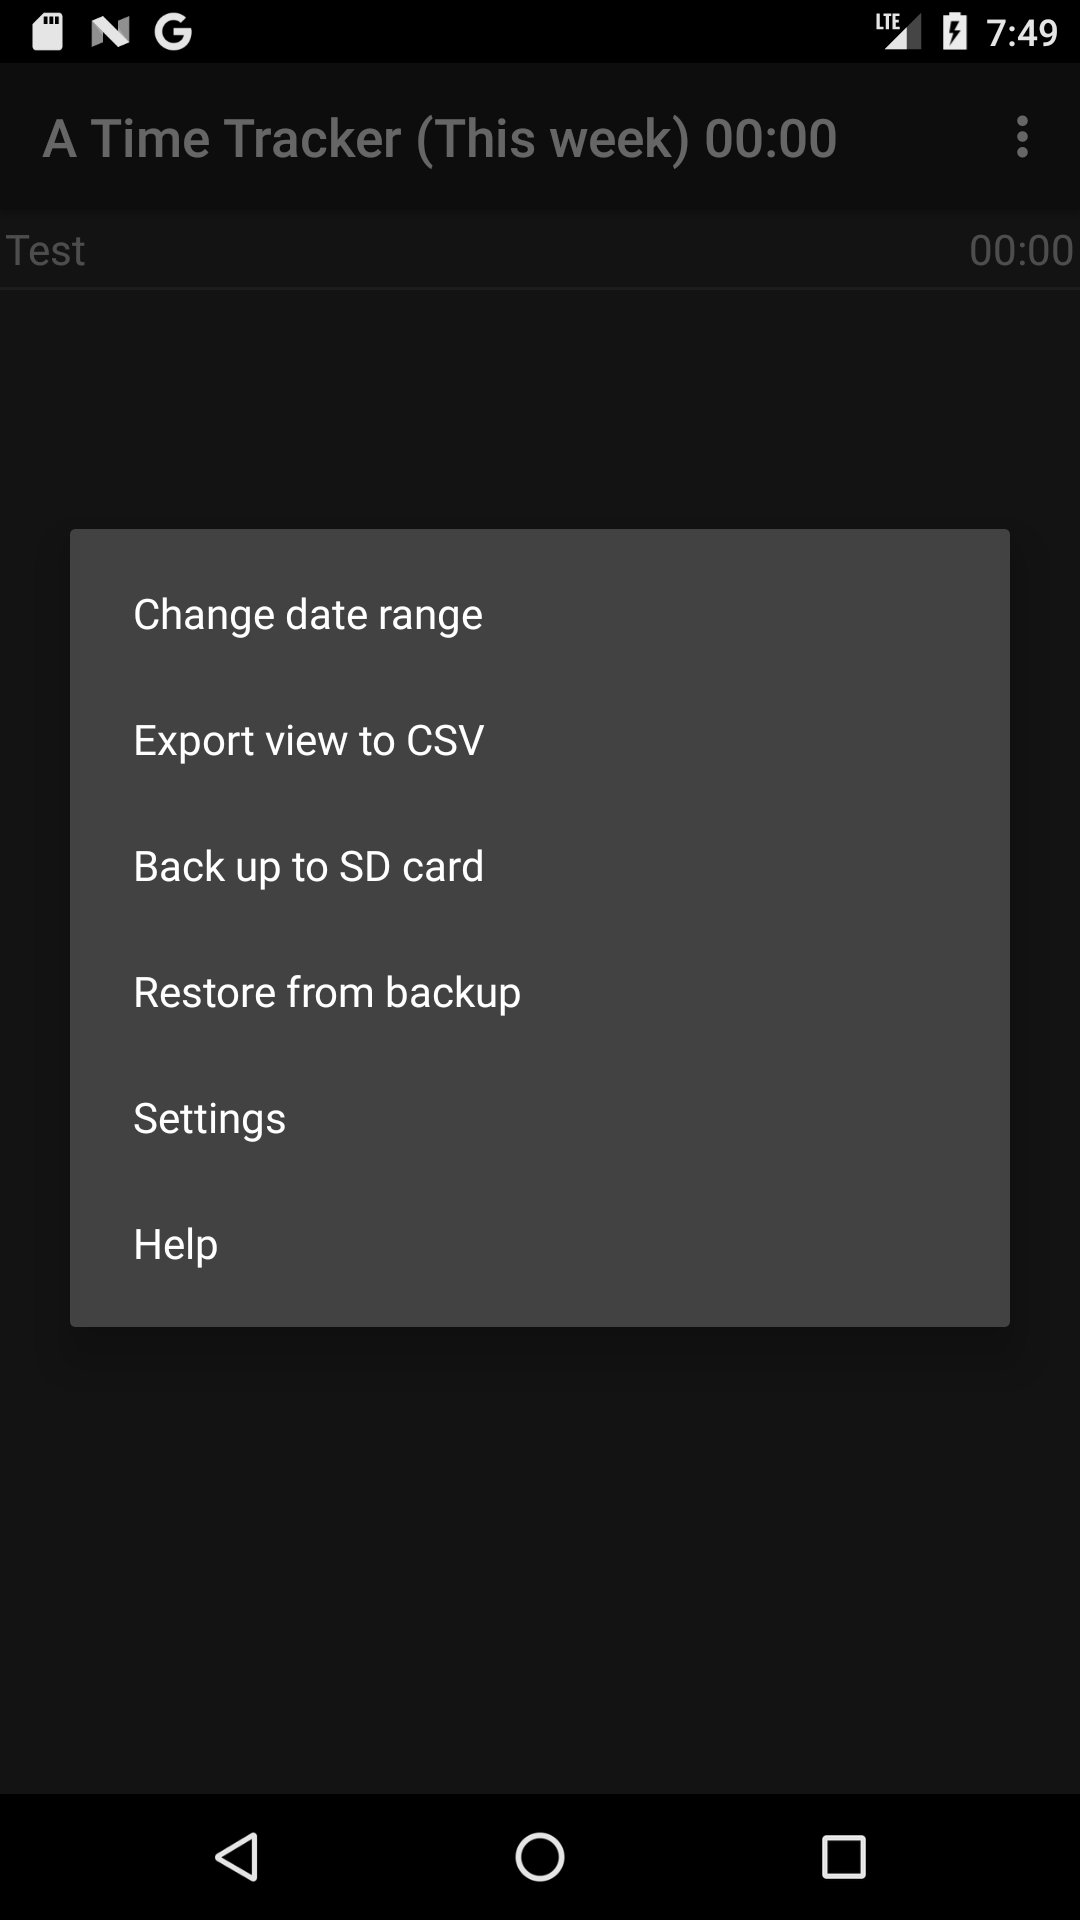 LTE 7:49
A Time Tracker (This week) 00:00
Test 00:00
Change date range
Export view to CSV
Back up to SD card
Restore from backup
Settings
Help